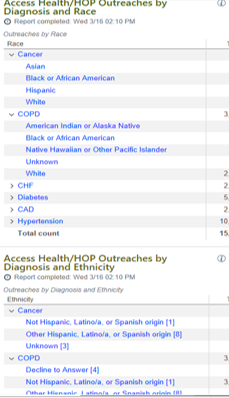 Access Health/HOP Outreaches by
Diagnosis and Race
Report completed: Wed 3/16 02:10 PM
Outreaches by Race
Race
Cancer
Asian
Black or African American
Hispanic
White
COPD 3,
American Indian or Alaska Native
Black or African American
Native Hawaiian or Other Pacific Islander
Unknown
White 2,
CHF 2,
Diabetes 5,
CAD 2,
Hypertension 10,
Total count 15,
Access Health/HOP Outreaches by
Diagnosis and Ethnicity
Report completed: Wed 3/16 02:10 PM
Outreaches by Diagnosis and Ethnicity
Ethnicity
Cancer
Not Hispanic, Latino/a, or Spanish origin [1]
Other Hispanic, Latino/a, or Spanish origin [8]
Unknown [3]
COPD 3,
Decline to Answer [4]
Not Hispanic, Latino/a, or Spanish origin [1] 3,
Other Hispanic, Latino/a, or Spanish origin [8]